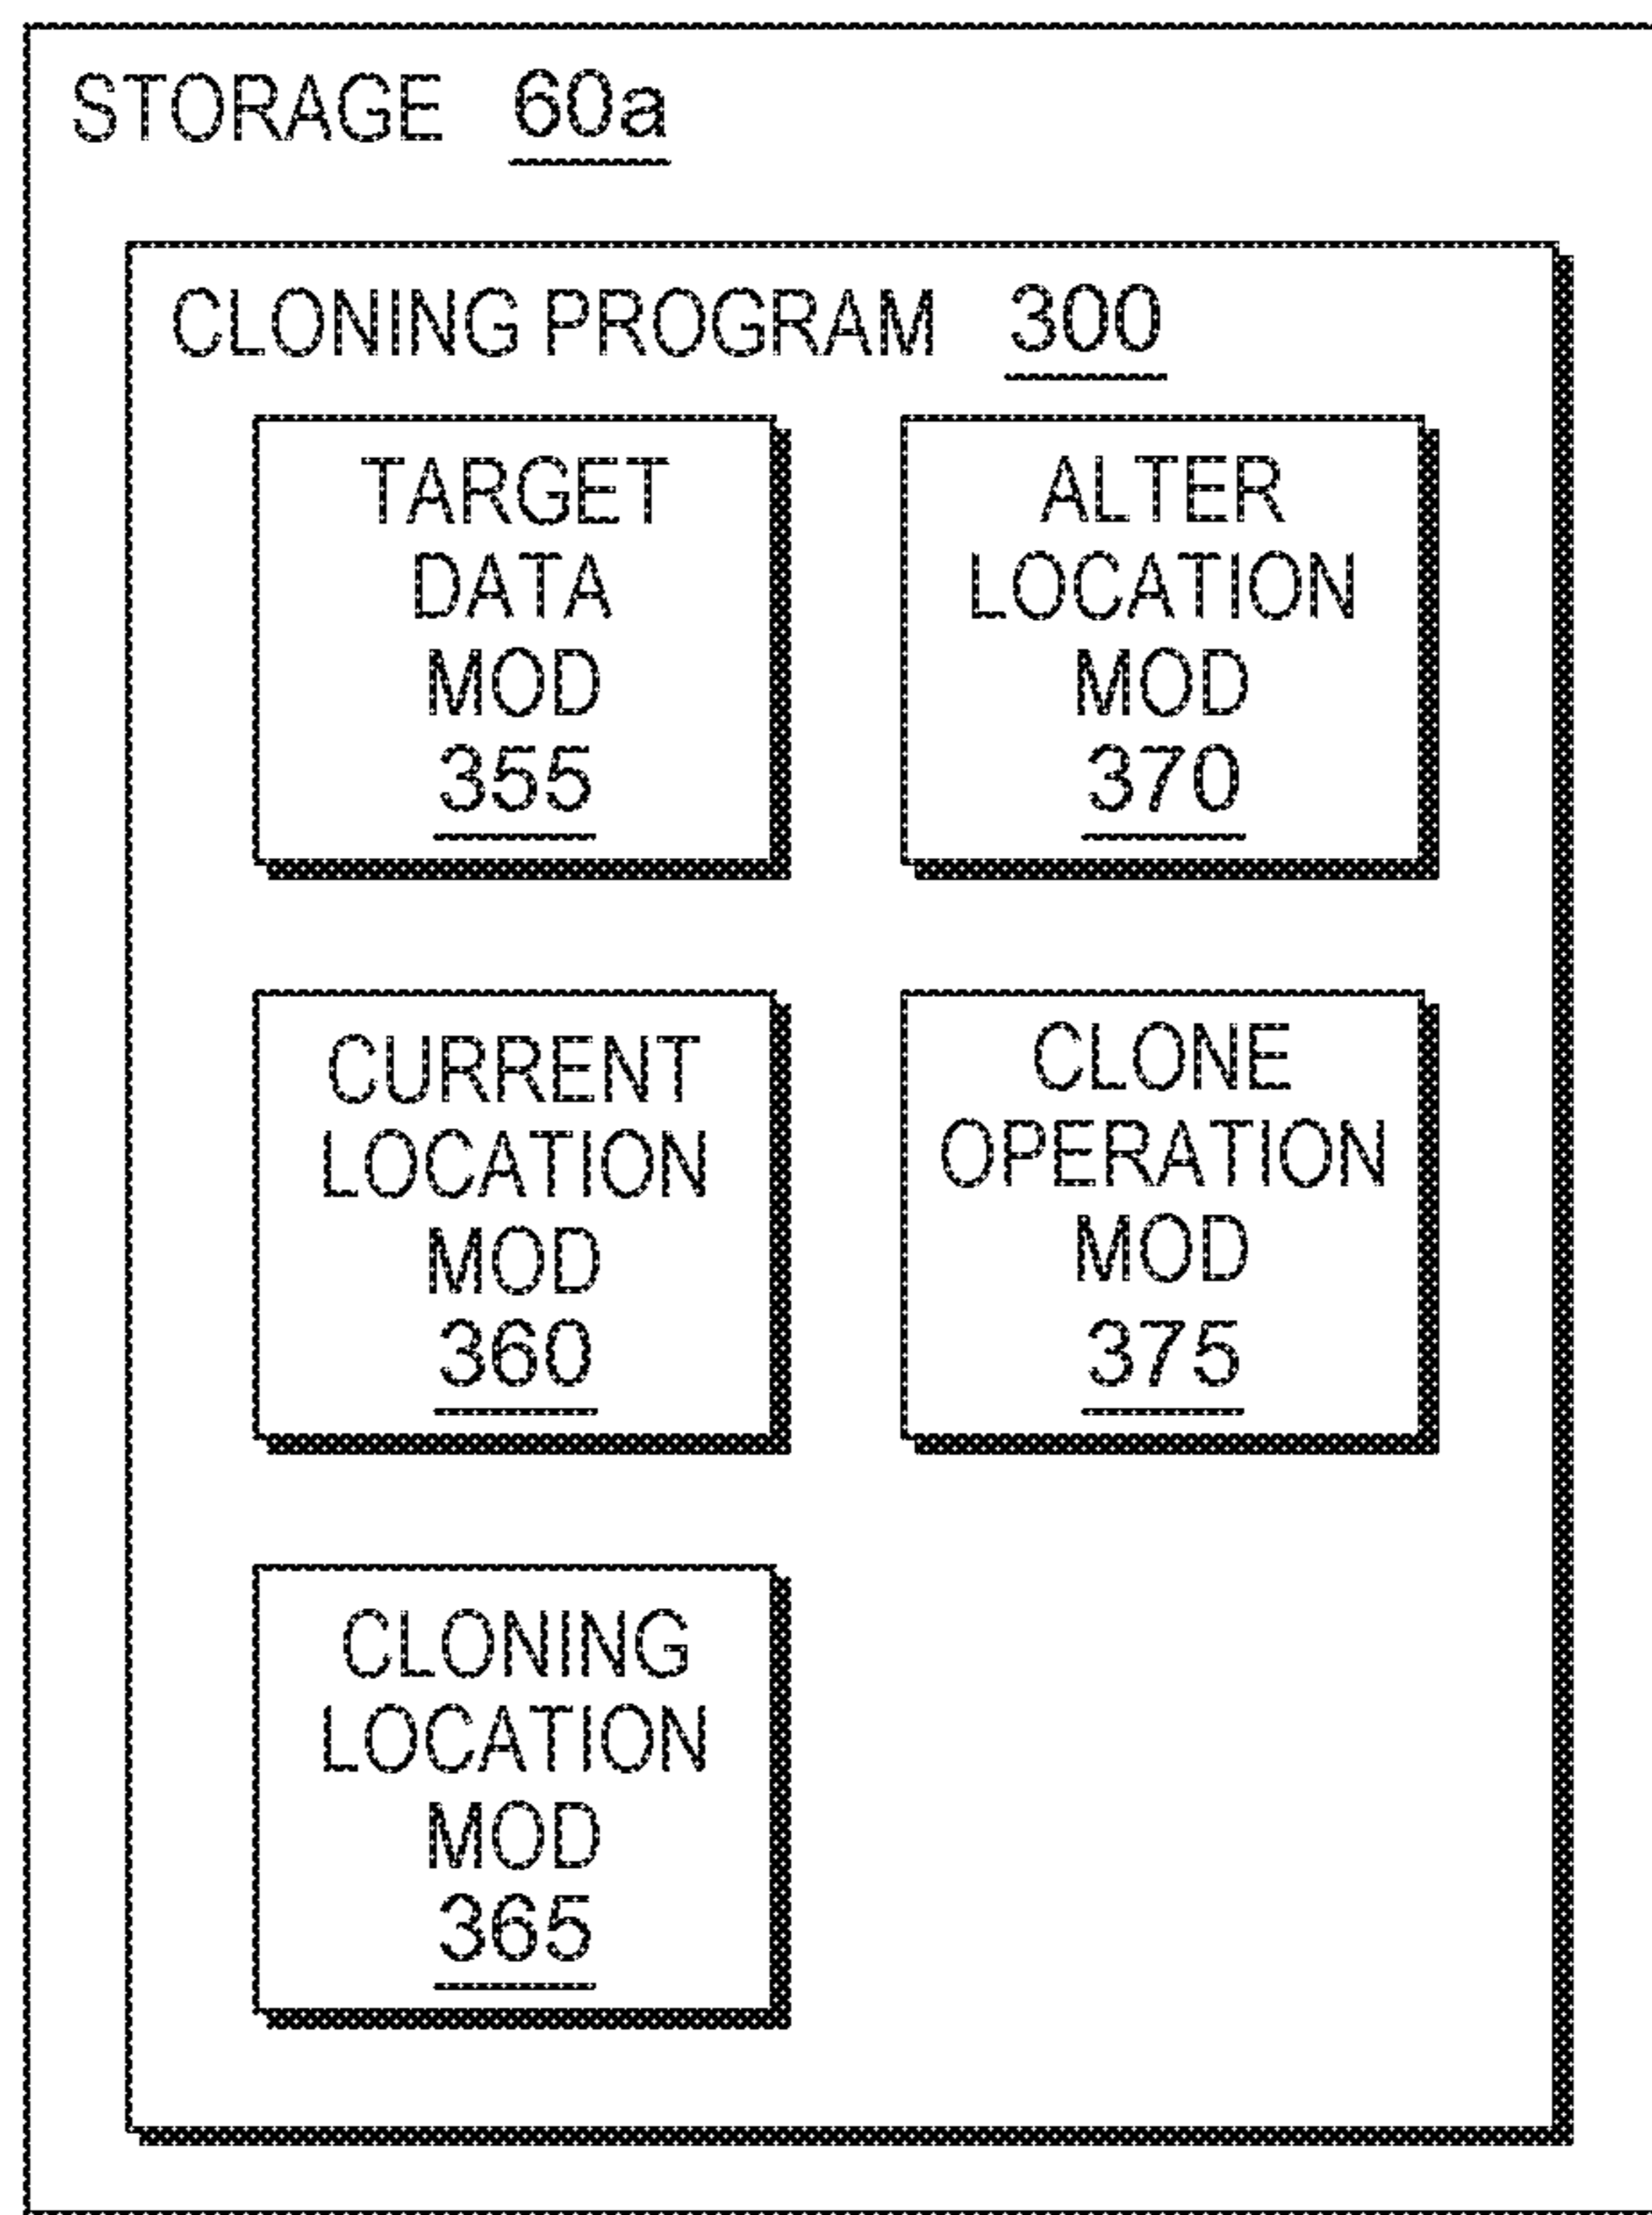 STORAGE 60a
CLONING PROGRAM 300
TARGET
DATA
MOD
355
ALTER
LOCATION
MOD
370
CURRENT
LOCATION
MOD
360
CLONE
OPERATION
MOD
375
CLONING
LOCATION
MOD
365